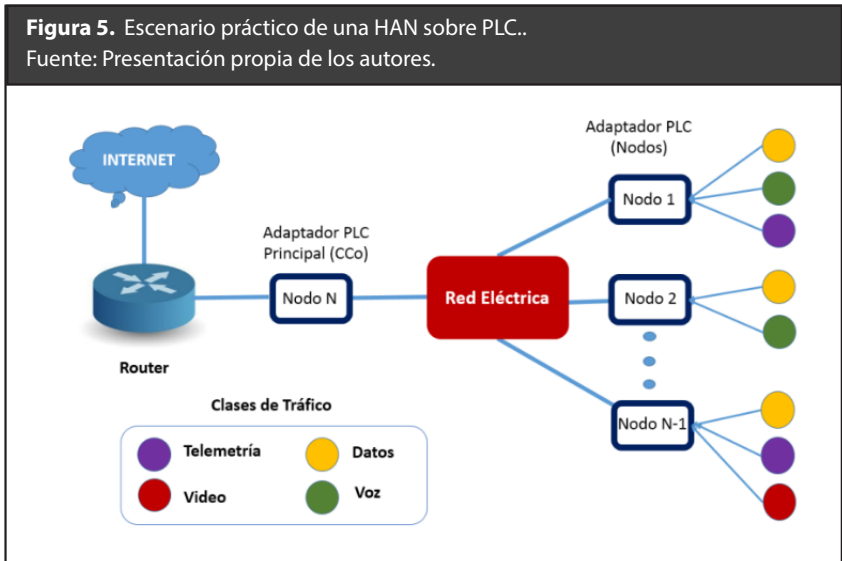 Figura 5. Escenario práctico de una HAN sobre PLC..
Fuente: Presentación propia de los autores.
INTERNET
Router
Adaptador PLC
Principal (CCo)
Nodo N
Red Eléctrica
Adaptador PLC
(Nodos)
Nodo 1
Nodo 2
Nodo N-1
Clases de Tráfico
Telemetría
Datos
Video
Voz